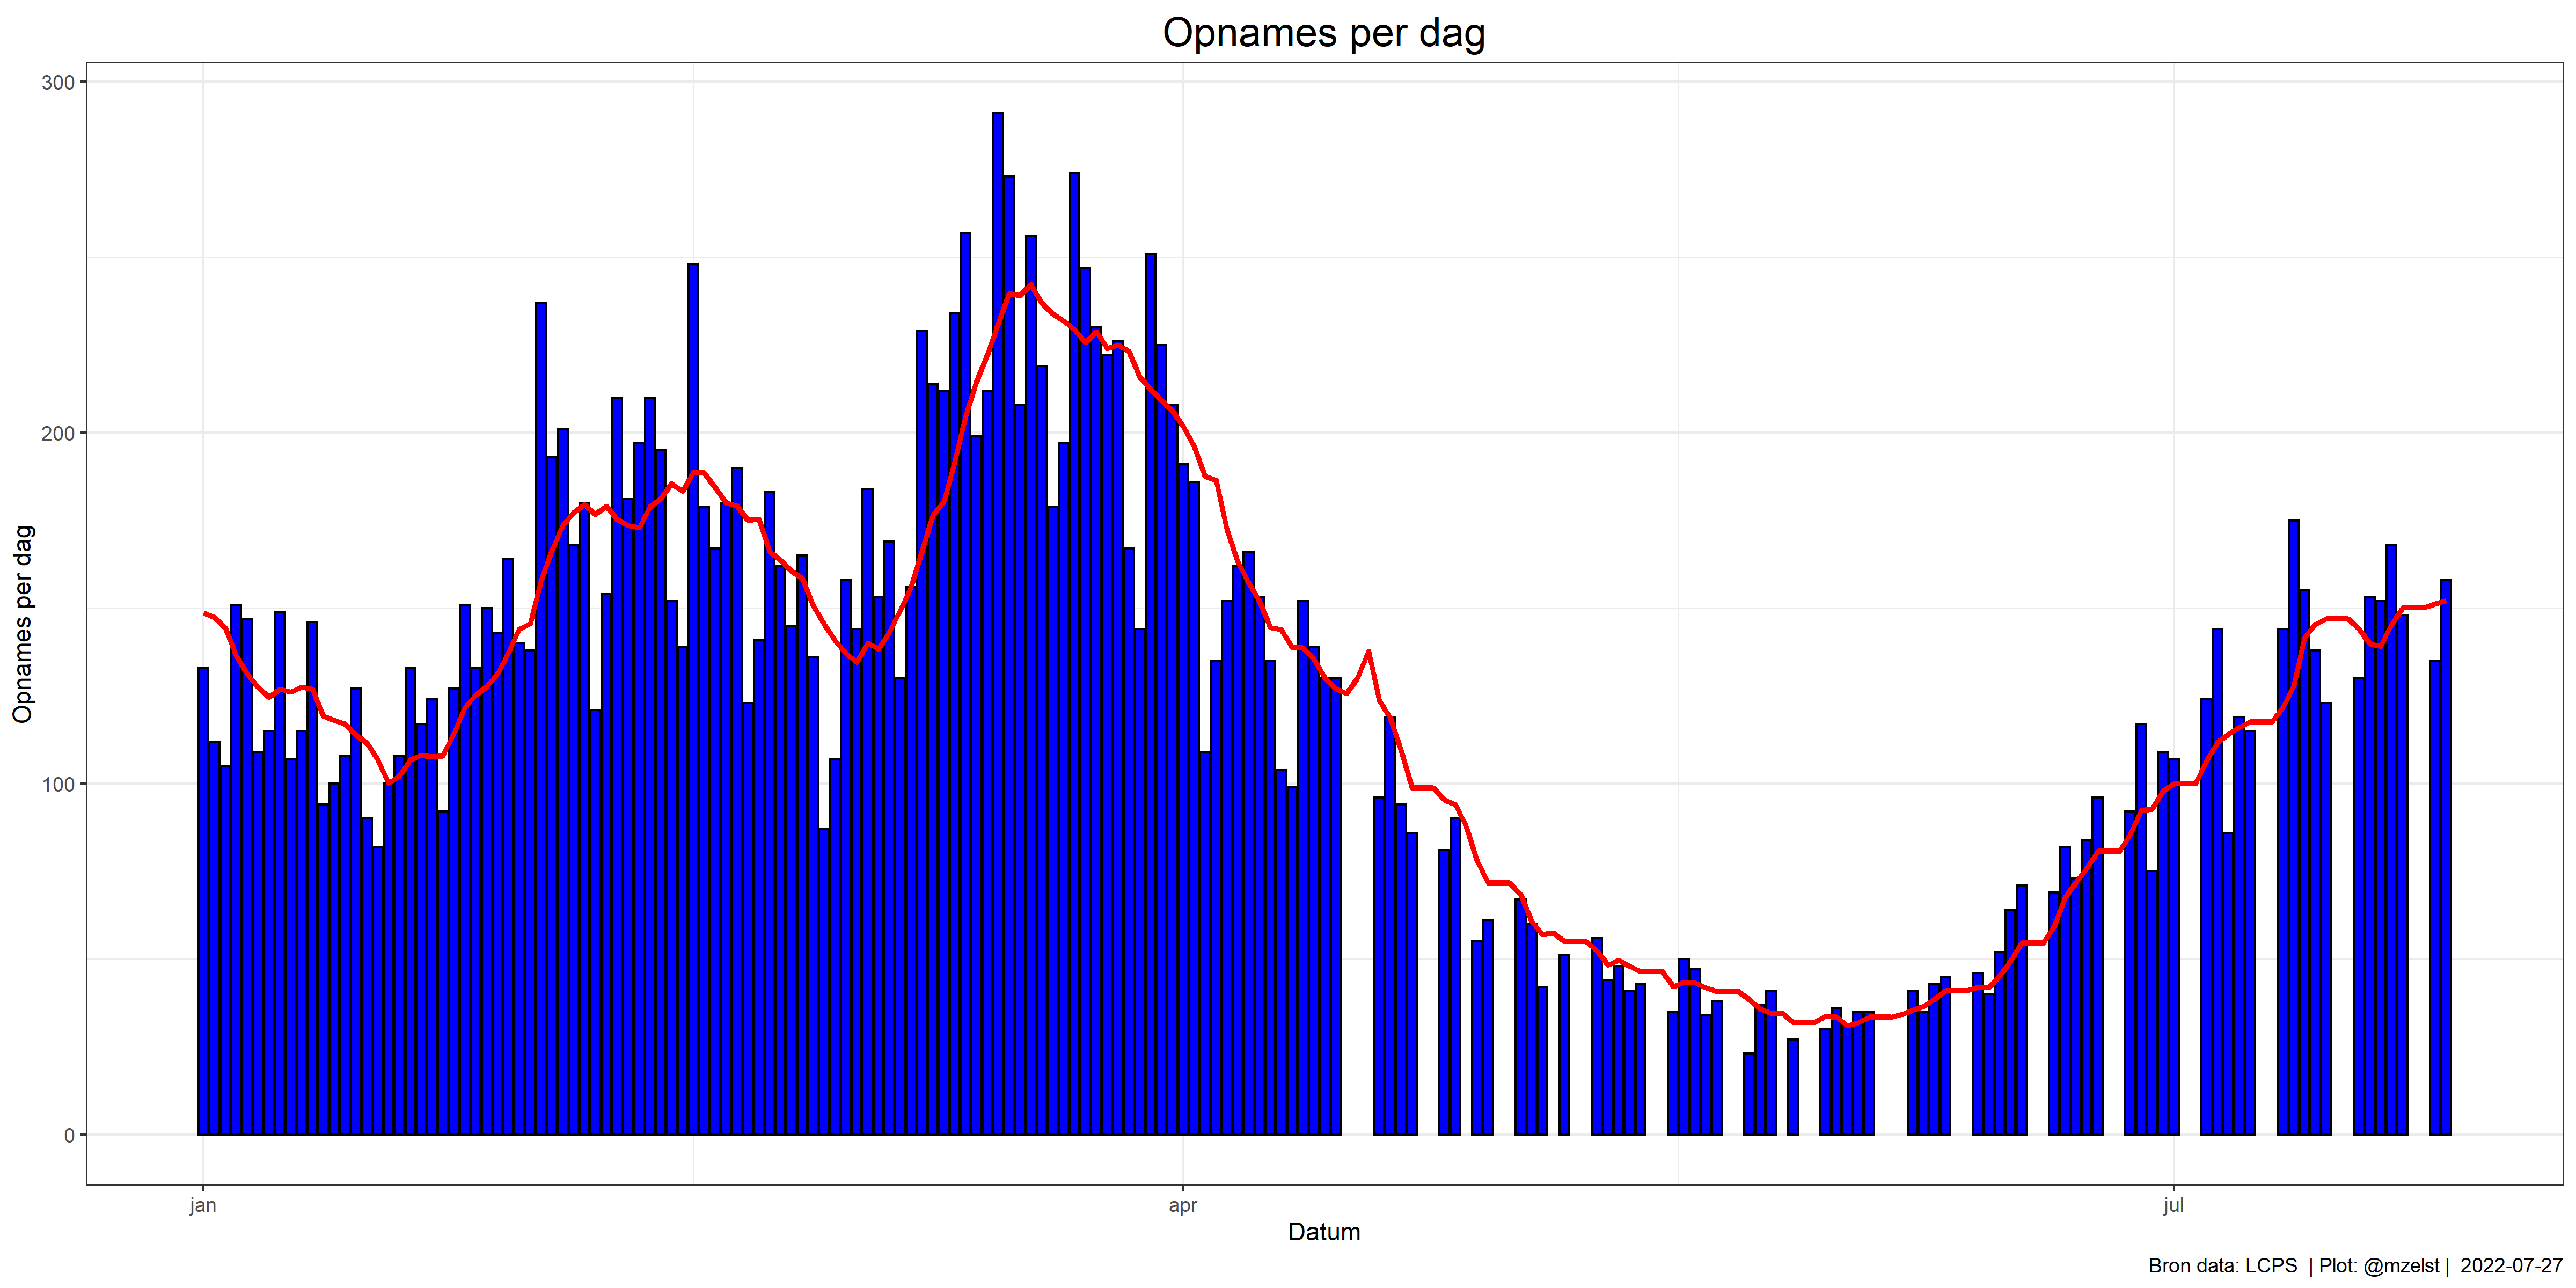 Opnames per dag
300
200
100
0
Opnames per dag
jan
apr
jul
Datum
Bron data: LCPS | Plot: @mzelst | 2022-07-27